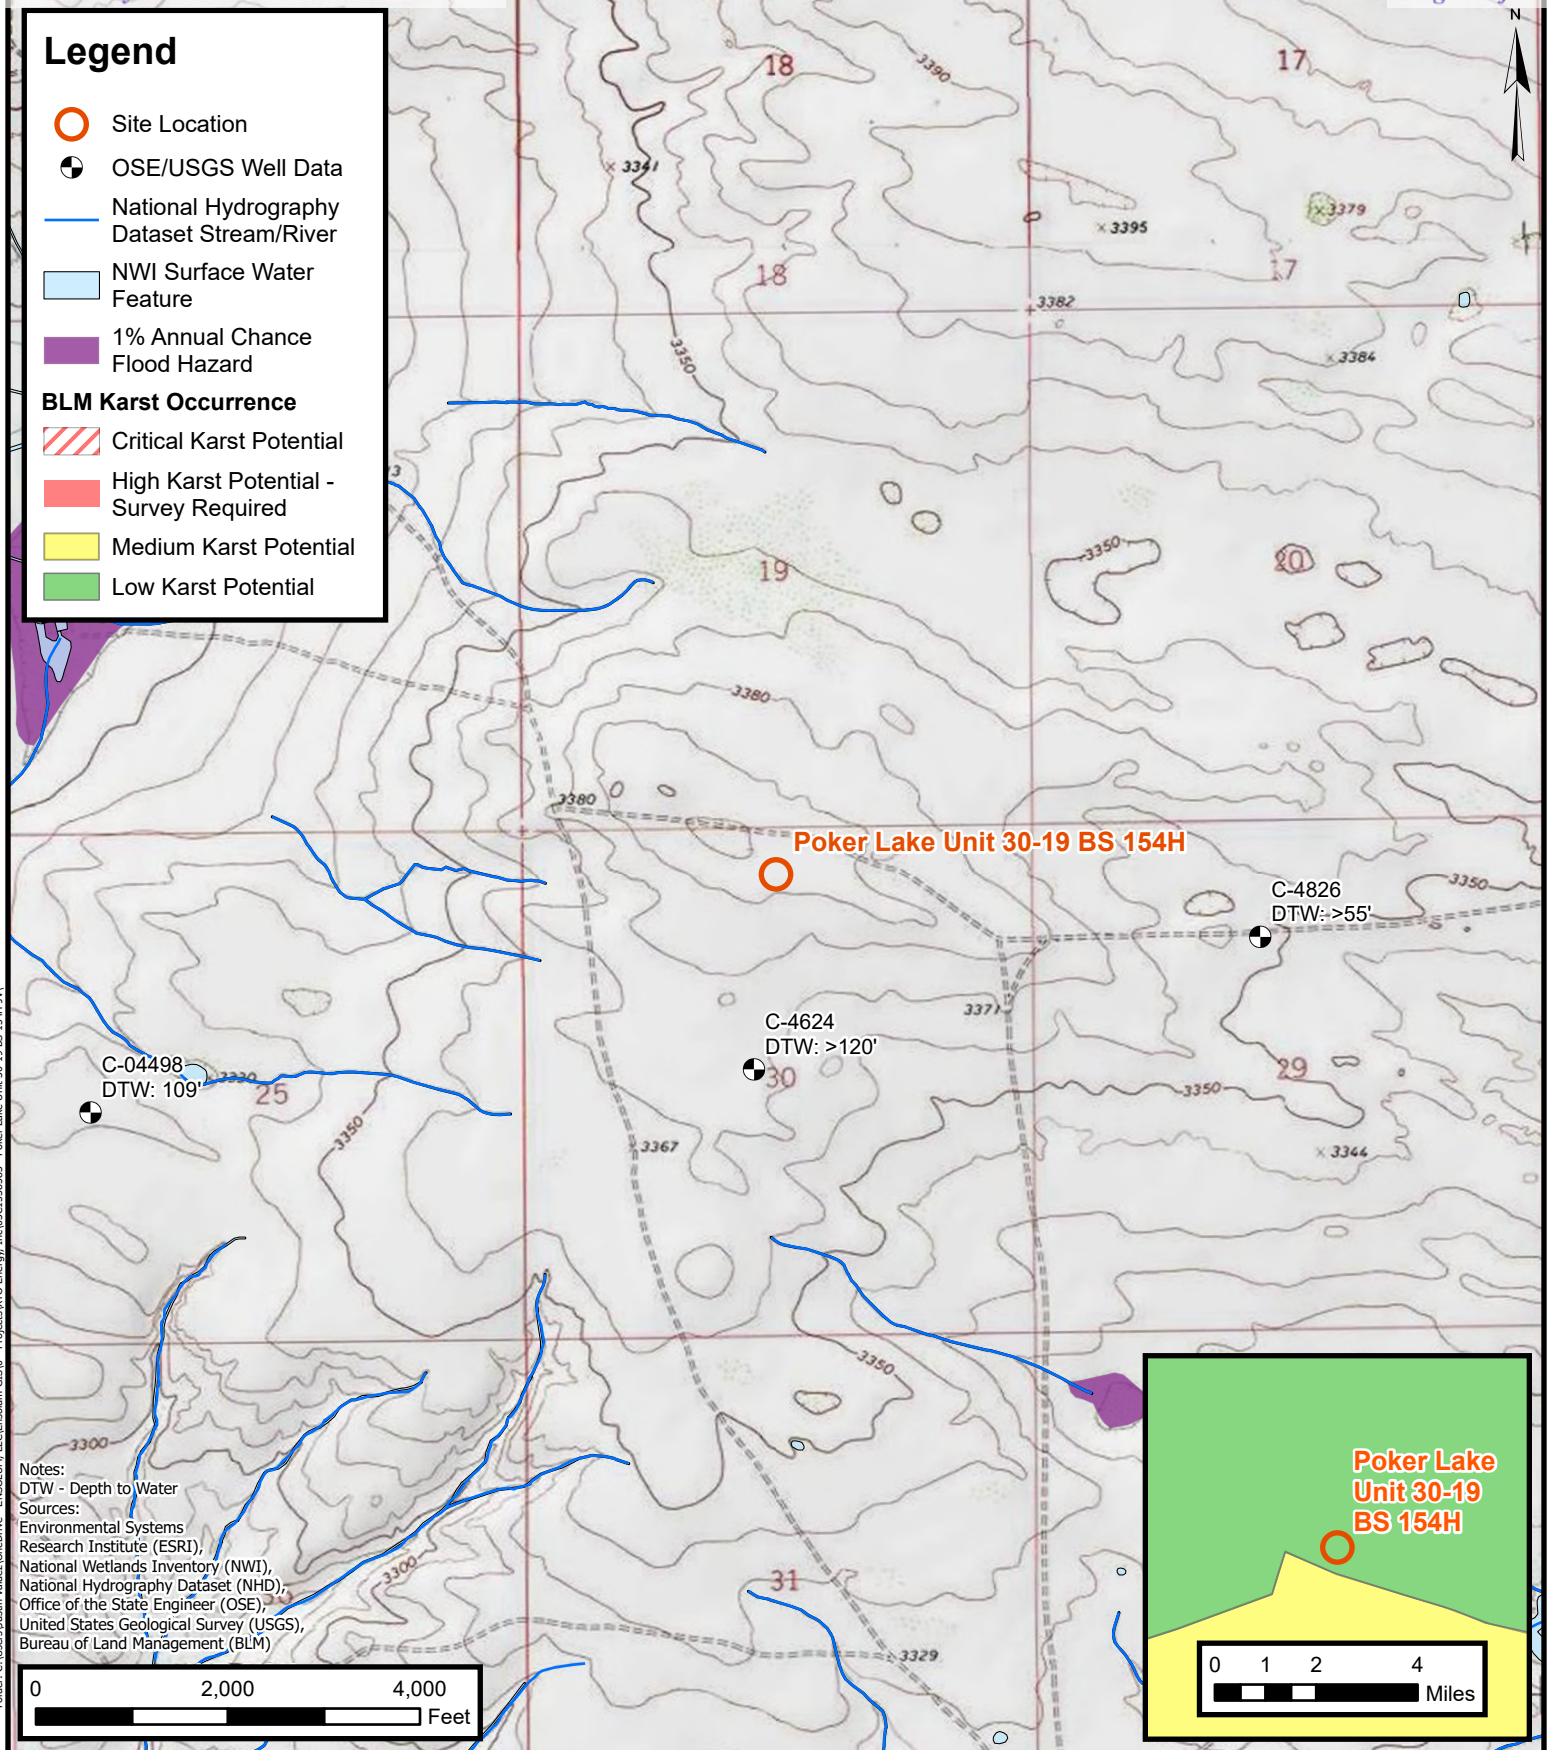 Legend
Site Location
OSE/USGS Well Data
National Hydrography
Dataset Stream/River
NWI Surface Water
Feature
1% Annual Chance
Flood Hazard
BLM Karst Occurrence
Critical Karst Potential
High Karst Potential -
Survey Required
Medium Karst Potential
Low Karst Potential
N
18
3390
17
3341
3379
3395
18
17
3382
3350
3384
19
3350
20
3380
3380
Poker Lake Unit 30-19 BS 154H
C-4826
DTW: >55'
3350
3371
C-4624
DTW: >120'
30
C-04498
DTW: 109'
3330
25
29
3350
3350
3367
3344
3350
3300
3300
31
3329
Notes:
DTW - Depth to Water
Sources:
Environmental Systems
Research Institute (ESRI),
National Wetlands Inventory (NWI),
National Hydrography Dataset (NHD),
Office of the State Engineer (OSE),
United States Geological Survey (USGS),
Bureau of Land Management (BLM)
0 2,000 4,000
Feet
Poker Lake
Unit 30-19
BS 154H
0 1 2 4
Miles